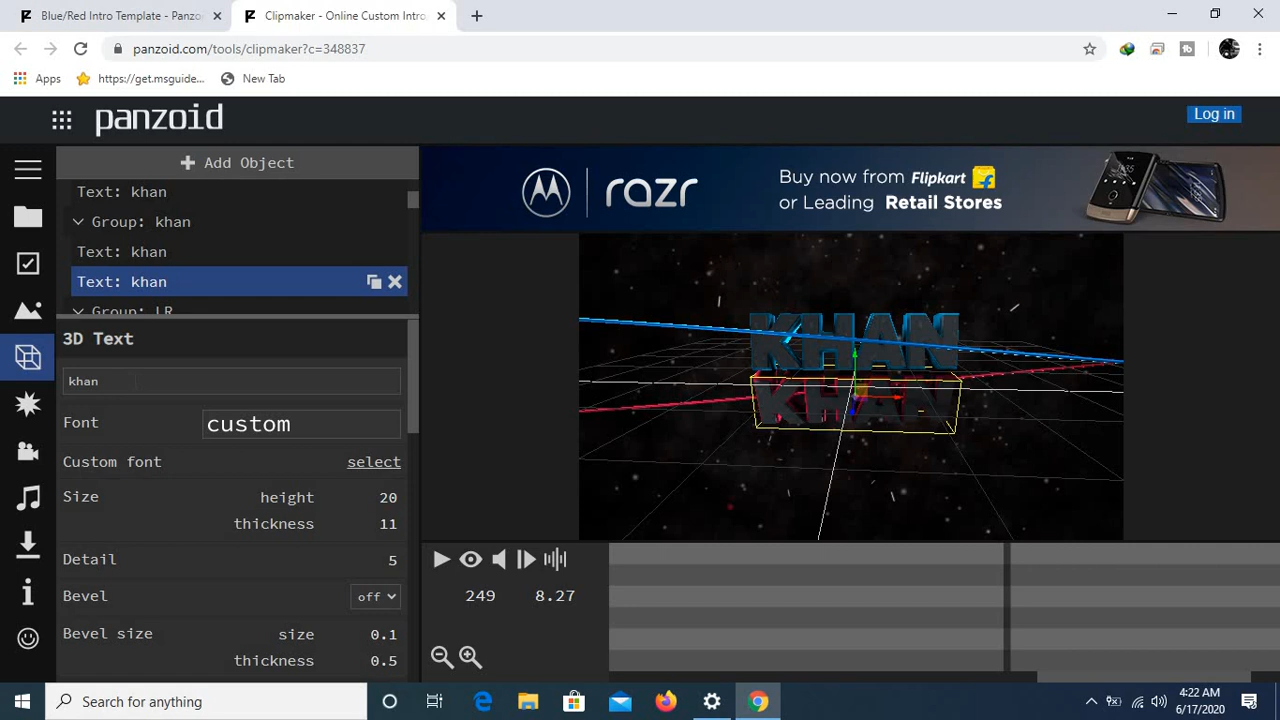 Blue/Red Intro Template - Panzo
Clipmaker - Online Custom Intro
panzoid.com/tools/clipmaker?c=348837
Apps
https://get.msguide...
New Tab
panzoid
Log in
Add Object
Text: khan
Group: khan
Text: khan
Text: khan
Group: LR
3D Text
khan
Font
custom
Custom font
select
Size
height
20
thickness
11
Detail
5
Bevel
off
Bevel size
size
0.1
thickness
0.5
razr
Buy now from Flipkart
or Leading Retail Stores
KHAN
KHAN
249
8.27
Search for anything
4:22 AM
6/17/2020